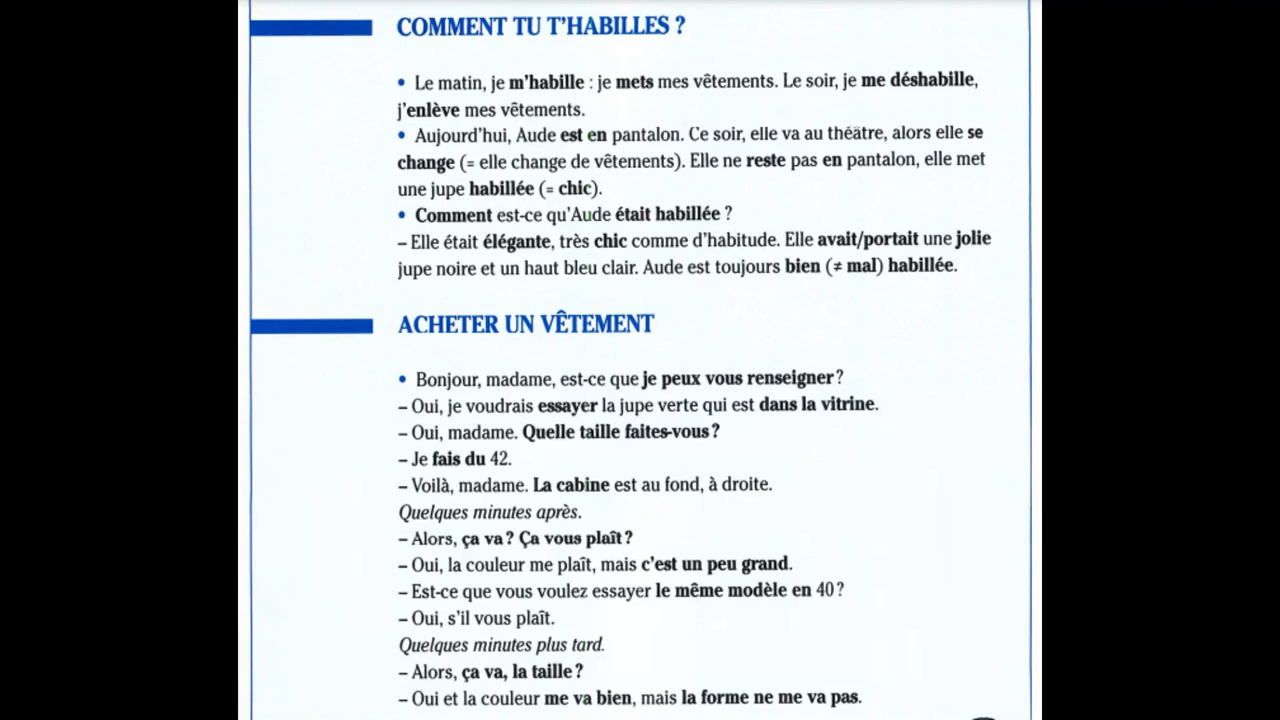 COMMENT TU T'HABILLES ?
• Le matin, je m'habille : je mets mes vêtements. Le soir, je me déshabille,
j'enlève mes vêtements.
• Aujourd'hui, Aude est en pantalon. Ce soir, elle va au théâtre, alors elle se
change (= elle change de vêtements). Elle ne reste pas en pantalon, elle met
une jupe habillée (= chic).
• Comment est-ce qu'Aude était habillée ?
– Elle était élégante, très chic comme d'habitude. Elle avait/portait une jolie
jupe noire et un haut bleu clair. Aude est toujours bien (≠ mal) habillée.
ACHETER UN VÊTEMENT
• Bonjour, madame, est-ce que je peux vous renseigner ?
– Oui, je voudrais essayer la jupe verte qui est dans la vitrine.
– Oui, madame. Quelle taille faites-vous ?
– Je fais du 42.
– Voilà, madame. La cabine est au fond, à droite.
Quelques minutes après.
– Alors, ça va ? Ça vous plaît ?
– Oui, la couleur me plaît, mais c'est un peu grand.
– Est-ce que vous voulez essayer le même modèle en 40 ?
– Oui, s'il vous plaît.
Quelques minutes plus tard.
– Alors, ça va, la taille ?
– Oui et la couleur me va bien, mais la forme ne me va pas.